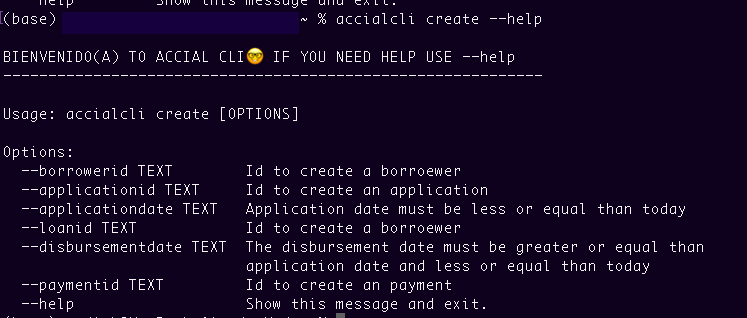 help Show this message and exit.
(base) ~ % accialcli create --help
BIENVENIDO(A) TO ACCIAL CLI🤓 IF YOU NEED HELP USE --help
------------------------------------------------------------
Usage: accialcli create [OPTIONS]
Options:
--borrowerid TEXT Id to create a borroewer
--applicationid TEXT Id to create an application
--applicationdate TEXT Application date must be less or equal than today
--loanid TEXT Id to create a borroewer
--disbursementdate TEXT The disbursement date must be greater or equal than
application date and less or equal than today
--paymentid TEXT Id to create an payment
--help Show this message and exit.